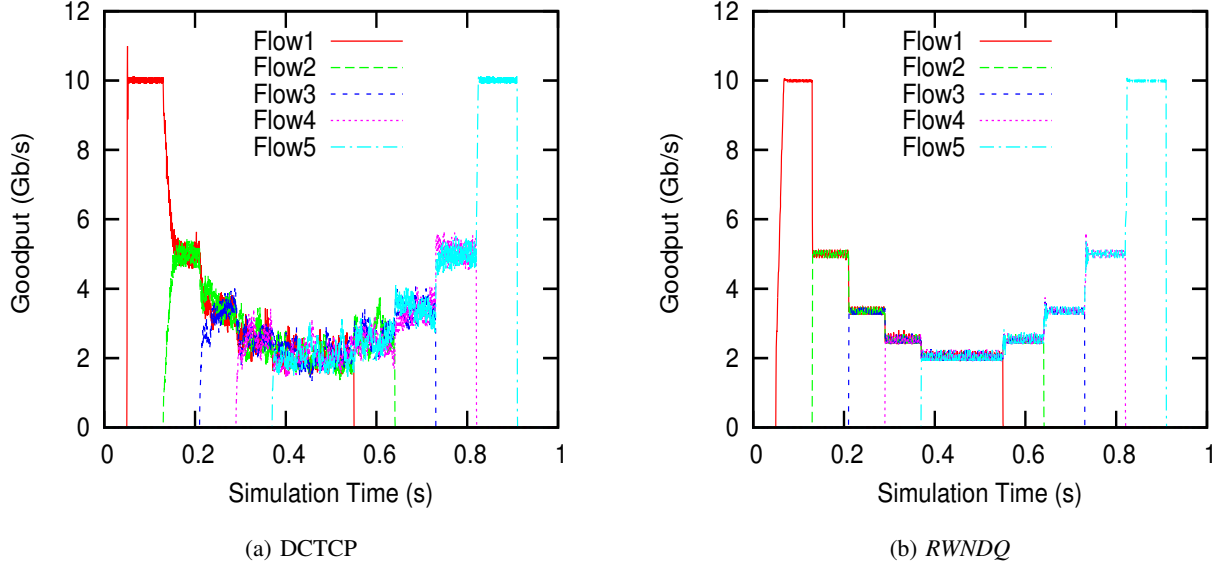 12
10
8
6
4
2
0
Goodput (Gb/s)
Flow1
Flow2
Flow3
Flow4
Flow5
0
0.2
0.4
0.6
0.8
1
Simulation Time (s)
(a) DCTCP
12
10
8
6
4
2
0
Goodput (Gb/s)
Flow1
Flow2
Flow3
Flow4
Flow5
0
0.2
0.4
0.6
0.8
1
Simulation Time (s)
(b) RWNDQ